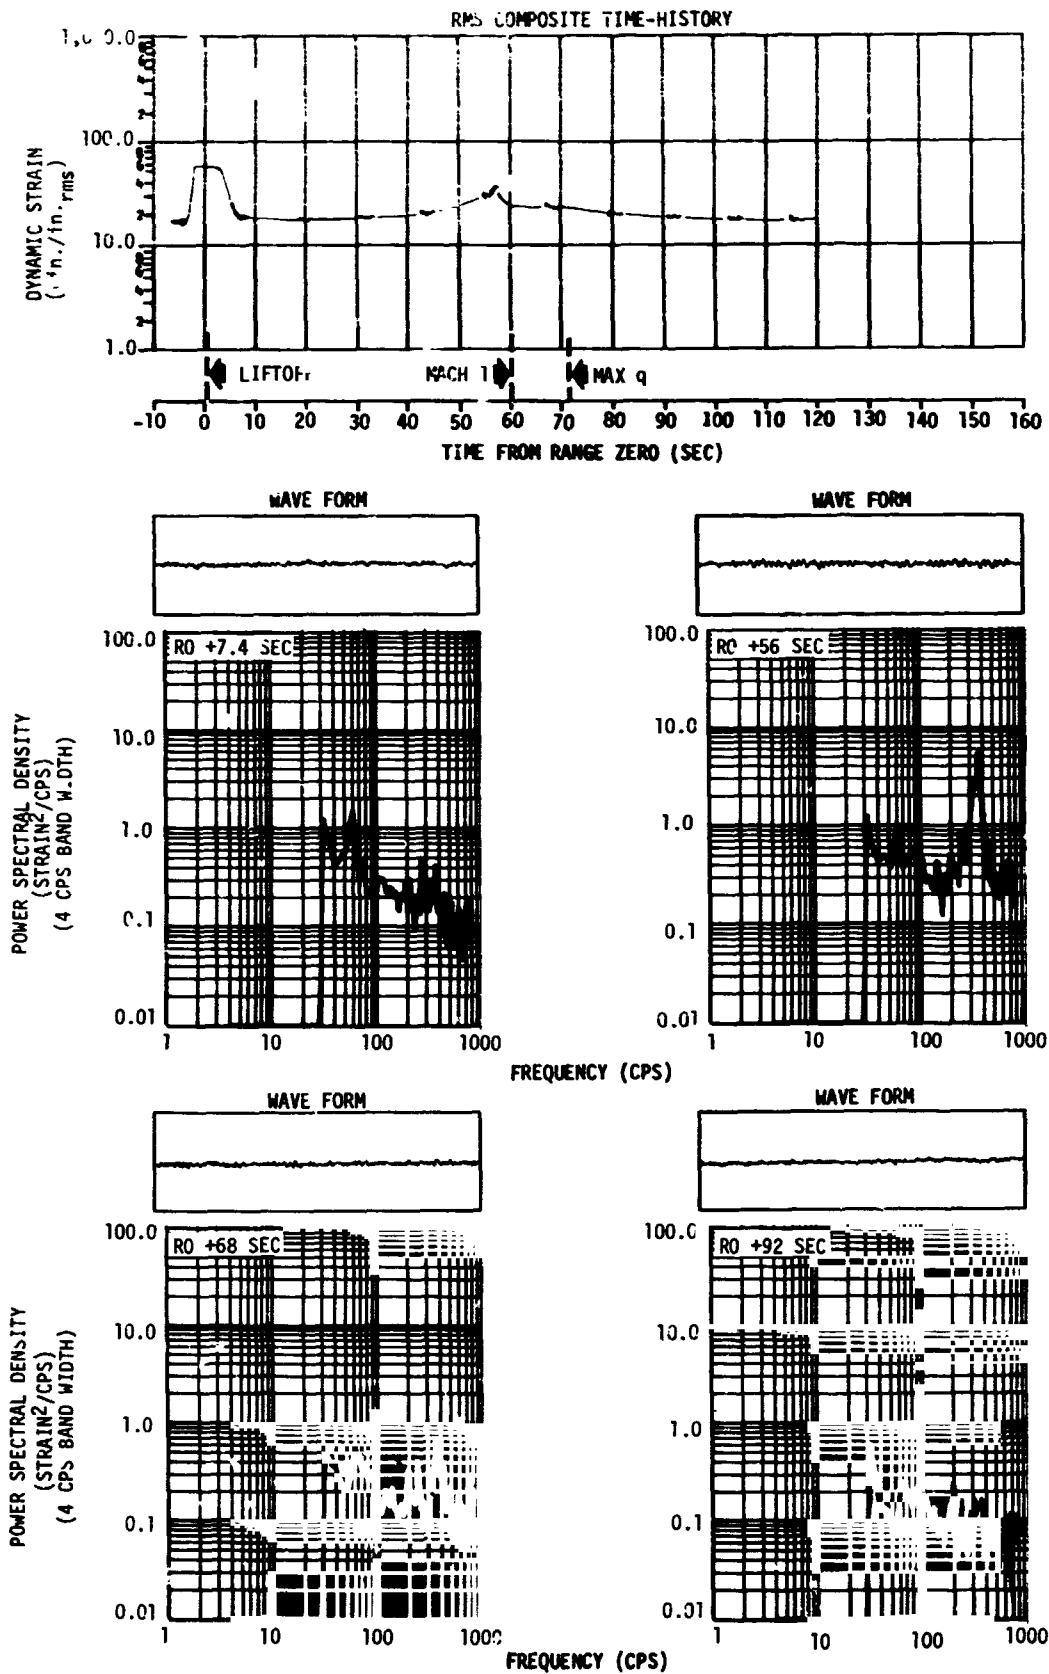 RMS COMPOSITE TIME-HISTORY
100.0
10.0
1.0
DYNAMIC STRAIN
in./in.rms)
LIFTOFF
MACH 1
MAX q
-10 0 10 20 30 40 50 60 70 80 90 100 110 120 130 140 150 160
TIME FROM RANGE ZERO (SEC)
WAVE FORM
WAVE FORM
POWER SPECTRAL DENSITY
(STRAIN2/CPS)
(4 CPS BAND WIDTH)
100.0
10.0
1.0
0.1
0.01
RO +7.4 SEC
1 10 100 1000
100.0
10.0
1.0
0.1
0.01
RO +56 SEC
1 10 100 1000
FREQUENCY (CPS)
WAVE FORM
WAVE FORM
POWER SPECTRAL DENSITY
(STRAIN2/CPS)
(4 CPS BAND WIDTH)
100.0
10.0
1.0
0.1
0.01
RO +68 SEC
1 10 100 1000
100.0
10.0
1.0
0.1
0.01
RO +92 SEC
1 10 100 1000
FREQUENCY (CPS)